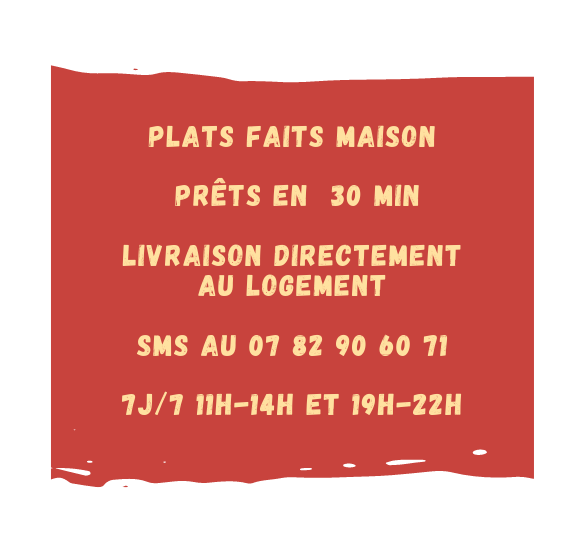 PLATS FAITS MAISON
PRÊTS EN 30 MIN
LIVRAISON DIRECTEMENT
AU LOGEMENT
SMS AU 07 82 90 60 71
7J/7 11H-14H ET 19H-22H